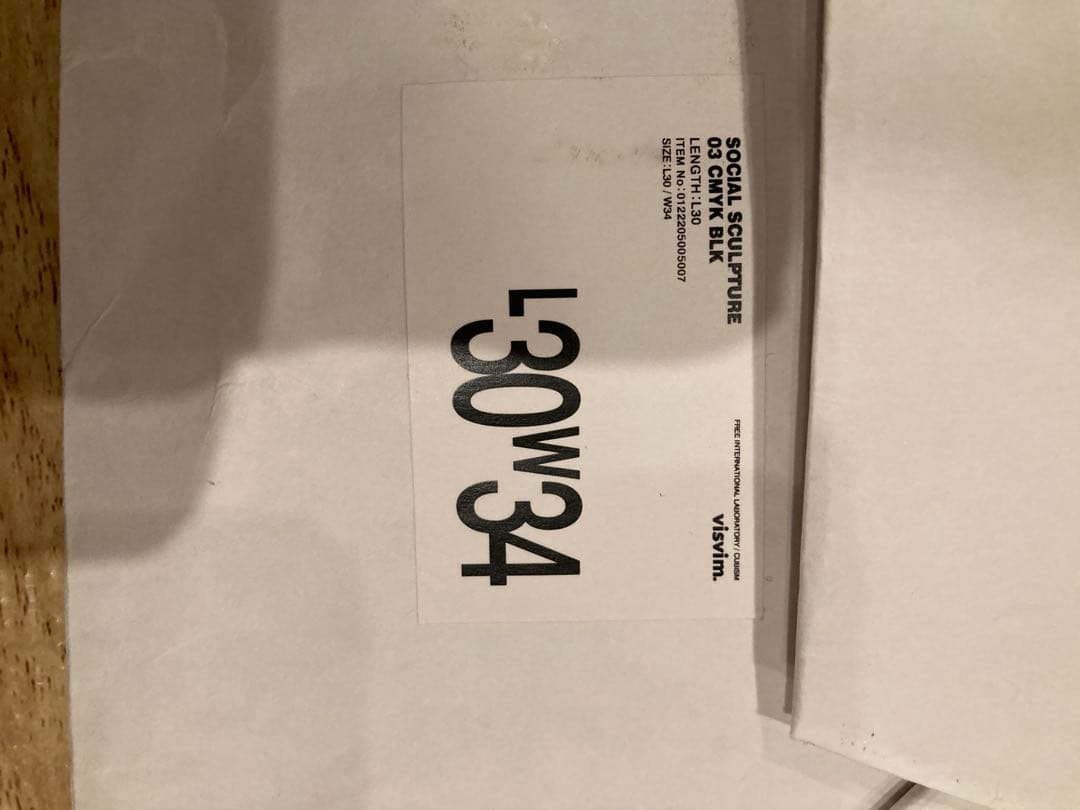 SOCIAL SCULPTURE
03 CMYK BLK
LENGTH:L30
ITEM No:0122205005007
SIZE:L30 / W34
FREE INTERNATIONAL LABORATORY / CUBISM
visvim.
L30W34